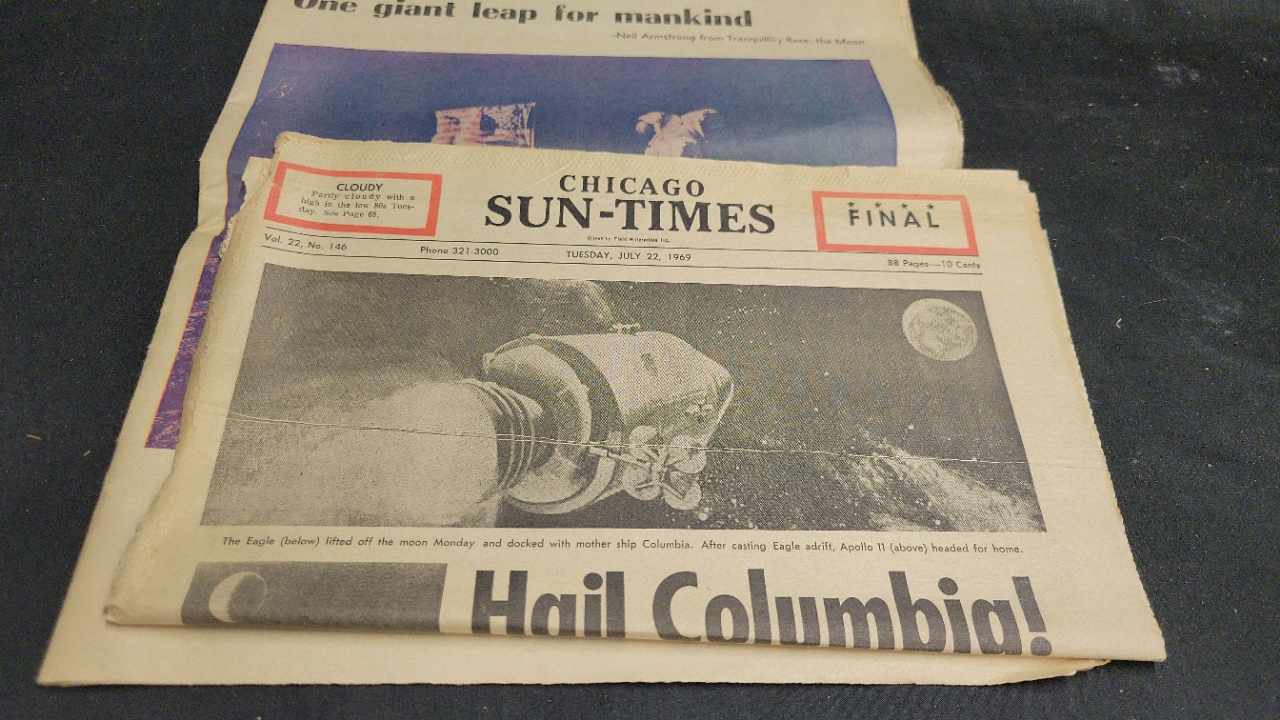 One giant leap for mankind
-Neil Armstrong from Tranquillity Base, the Moon
CLOUDY
Partly cloudy with a
high in the low 80s Tues-
day. See Page 68.
CHICAGO
SUN-TIMES
FINAL
Vol. 22, No. 146
Phone 321-3000
TUESDAY, JULY 22, 1969
88 Pages—10 Cents
The Eagle (below) lifted off the moon Monday and docked with mother ship Columbia. After casting Eagle adrift, Apollo 11 (above) headed for home.
Hail Columbia!